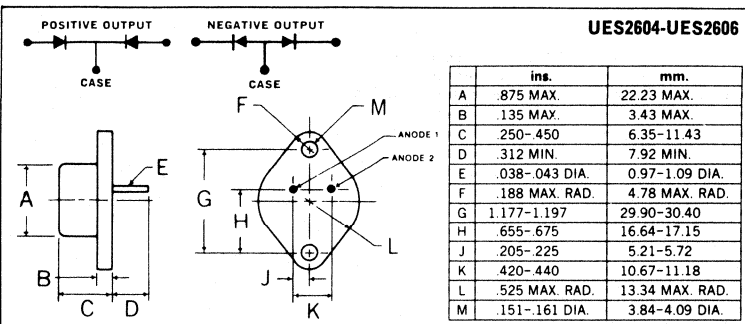 POSITIVE OUTPUT
CASE
NEGATIVE OUTPUT
CASE
UES2604-UES2606
F
M
ANODE 1
ANODE 2
E
A
G
H
L
B
J
C
D
K
ins. mm.
A .875 MAX. 22.23 MAX.
B .135 MAX. 3.43 MAX.
C .250-.450 6.35-11.43
D .312 MIN. 7.92 MIN.
E .038-.043 DIA. 0.97-1.09 DIA.
F .188 MAX. RAD. 4.78 MAX. RAD.
G 1.177-1.197 29.90-30.40
H .655-.675 16.64-17.15
J .205-.225 5.21-5.72
K .420-.440 10.67-11.18
L .525 MAX. RAD. 13.34 MAX. RAD.
M .151-.161 DIA. 3.84-4.09 DIA.